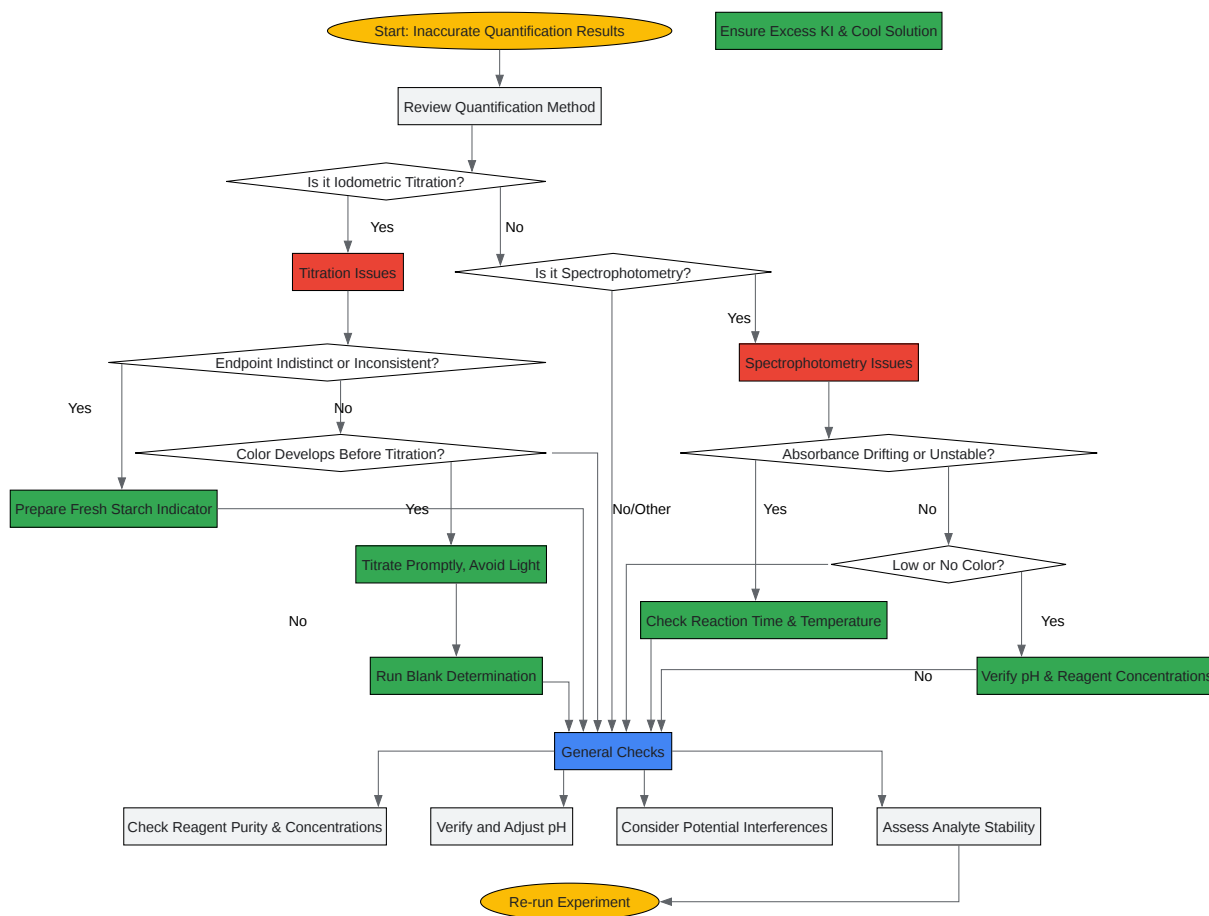 Start: Inaccurate Quantification Results
Ensure Excess KI & Cool Solution
Review Quantification Method
Is it Iodometric Titration?
Yes
No
Titration Issues
Is it Spectrophotometry?
Yes
Endpoint Indistinct or Inconsistent?
Spectrophotometry Issues
Yes
No
Color Develops Before Titration?
Absorbance Drifting or Unstable?
Prepare Fresh Starch Indicator
Yes
No/Other
Yes
No
Titrate Promptly, Avoid Light
Low or No Color?
No
Check Reaction Time & Temperature
Yes
Run Blank Determination
No
Verify pH & Reagent Concentrations
General Checks
Check Reagent Purity & Concentrations
Verify and Adjust pH
Consider Potential Interferences
Assess Analyte Stability
Re-run Experiment